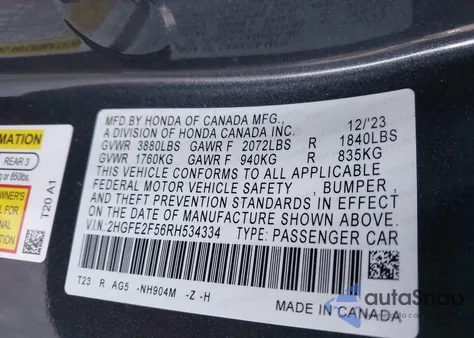 MFD.BY HONDA OF CANADA MFG., 12/'23
A DIVISION OF HONDA CANADA INC.
GVWR 3880LBS GAWR F 2072LBS R 1840LBS
GVWR 1760KG GAWR F 940KG R 835KG
THIS VEHICLE CONFORMS TO ALL APPLICABLE
FEDERAL MOTOR VEHICLE SAFETY , BUMPER ,
AND THEFT PREVENTION STANDARDS IN EFFECT
ON THE DATE OF MANUFACTURE SHOWN ABOVE.
V.I.N.:2HGFE2F56RH534334 TYPE: PASSENGER CAR
T23 R AG5 -NH904M -Z -H
MADE IN CANADA
REAR 3
or 850lbs.
T20 A1
autoSnap